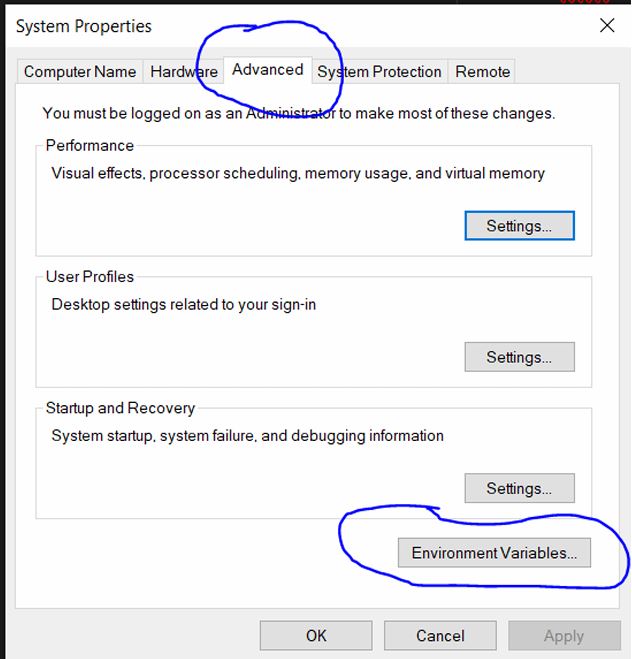 System Properties
Computer Name Hardware Advanced System Protection Remote
You must be logged on as an Administrator to make most of these changes.
Performance
Visual effects, processor scheduling, memory usage, and virtual memory
Settings...
User Profiles
Desktop settings related to your sign-in
Settings...
Startup and Recovery
System startup, system failure, and debugging information
Settings...
Environment Variables...
OK Cancel Apply